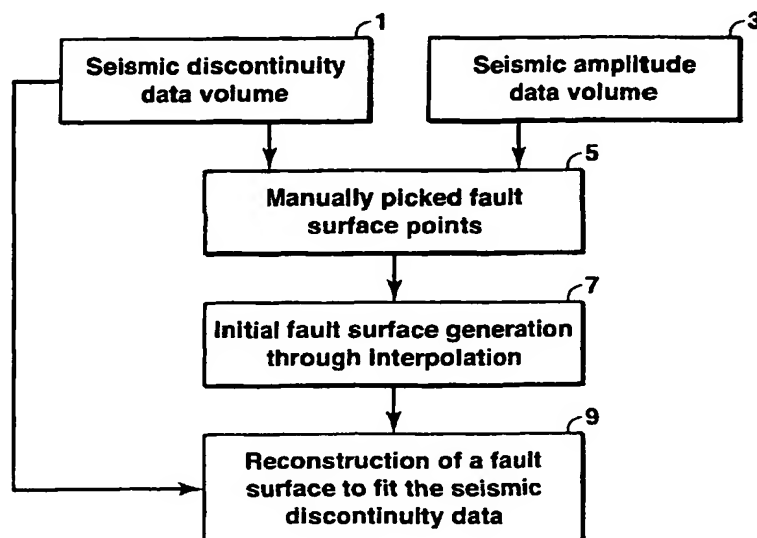 1
Seismic discontinuity
data volume
3
Seismic amplitude
data volume
5
Manually picked fault
surface points
7
Initial fault surface generation
through interpolation
9
Reconstruction of a fault
surface to fit the seismic
discontinuity data